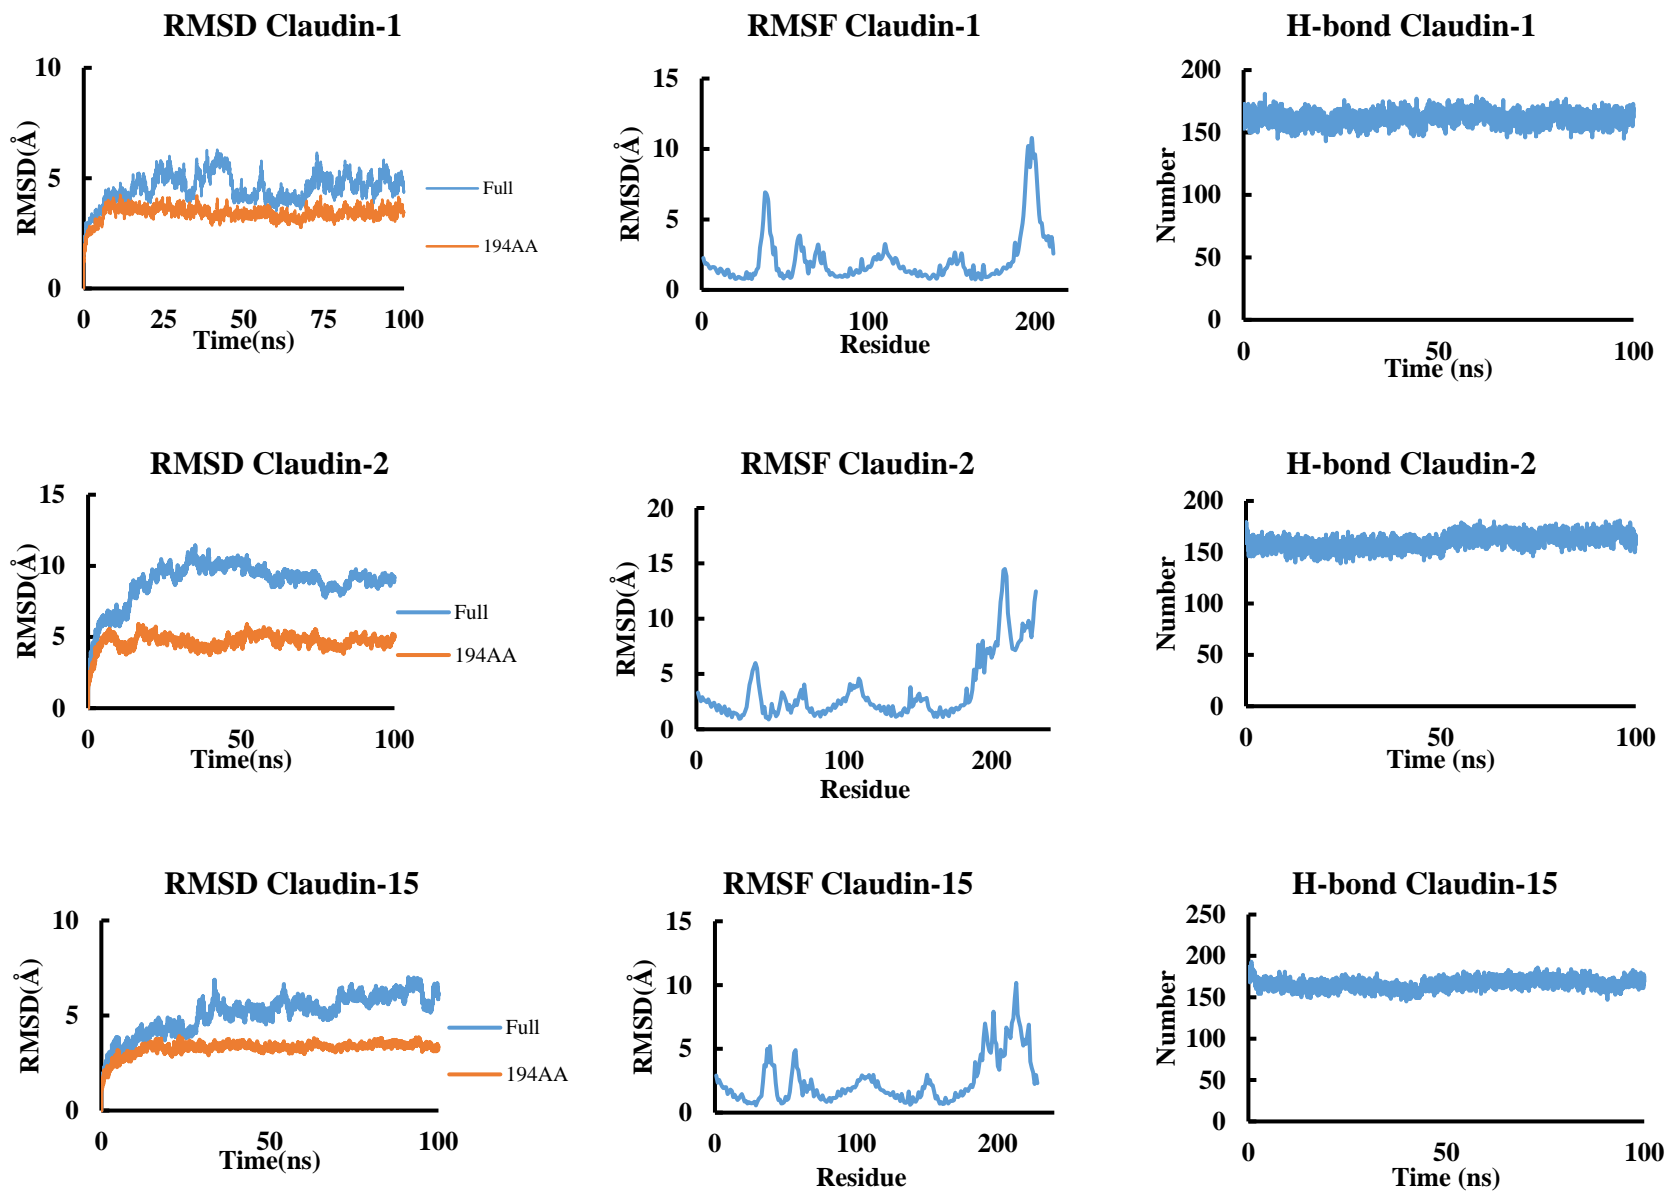 RMSD Claudin-1
RMSF Claudin-1
H-bond Claudin-1
10
5
0
RMSD(Å)
0 25 50 75 100
Time(ns)
Full
194AA
15
10
5
0
RMSD(Å)
0 100 200
Residue
200
150
100
50
0
Number
0 50 100
Time (ns)
RMSD Claudin-2
RMSF Claudin-2
H-bond Claudin-2
15
10
5
0
RMSD(Å)
0 50 100
Time(ns)
Full
194AA
20
15
10
5
0
RMSD(Å)
0 100 200
Residue
200
150
100
50
0
Number
0 50 100
Time (ns)
RMSD Claudin-15
RMSF Claudin-15
H-bond Claudin-15
10
5
0
RMSD(Å)
0 50 100
Time(ns)
Full
194AA
15
10
5
0
RMSD(Å)
0 100 200
Residue
250
200
150
100
50
0
Number
0 50 100
Time (ns)